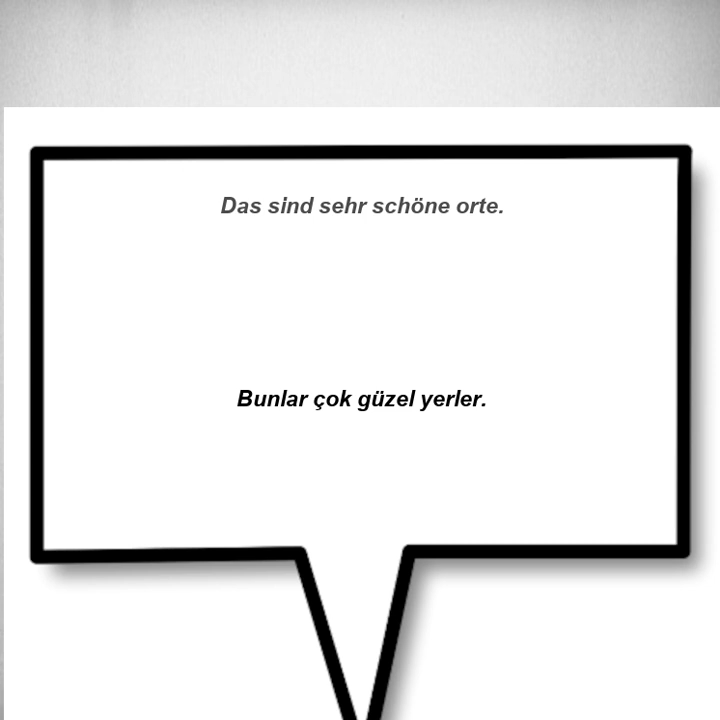 Das sind sehr schöne orte.
Bunlar çok güzel yerler.